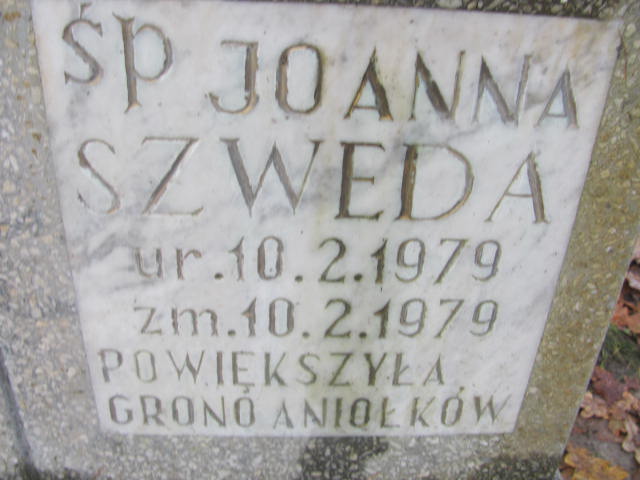 ŚP JOANNA
SZWEDA
ur.10.2.1979
zm.10.2.1979
POWIĘKSZYŁA
GRONO ANIOŁKÓW